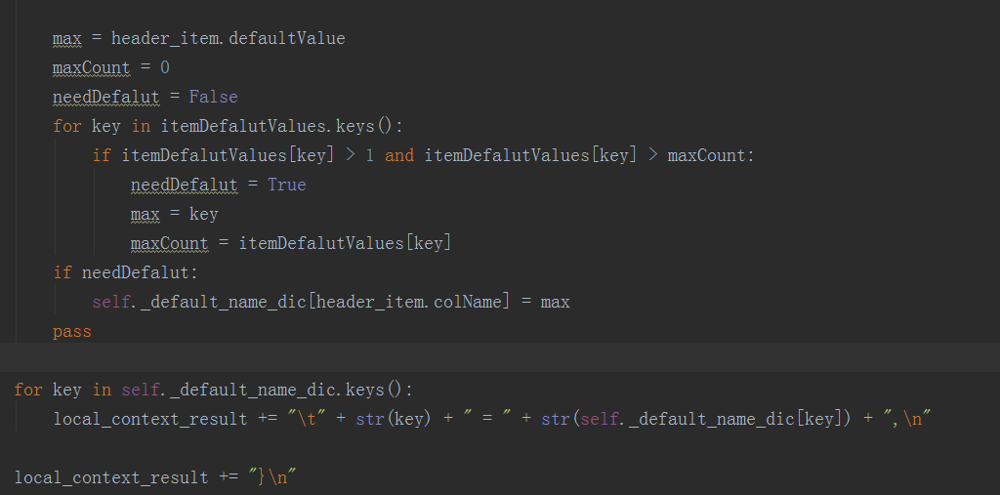 max = header_item.defaultValue
maxCount = 0
needDefalut = False
for key in itemDefalutValues.keys():
if itemDefalutValues[key] > 1 and itemDefalutValues[key] > maxCount:
needDefalut = True
max = key
maxCount = itemDefalutValues[key]
if needDefalut:
self._default_name_dic[header_item.colName] = max
pass
for key in self._default_name_dic.keys():
local_context_result += "\t" + str(key) + " = " + str(self._default_name_dic[key]) + ",\n"
local_context_result += "}\n"